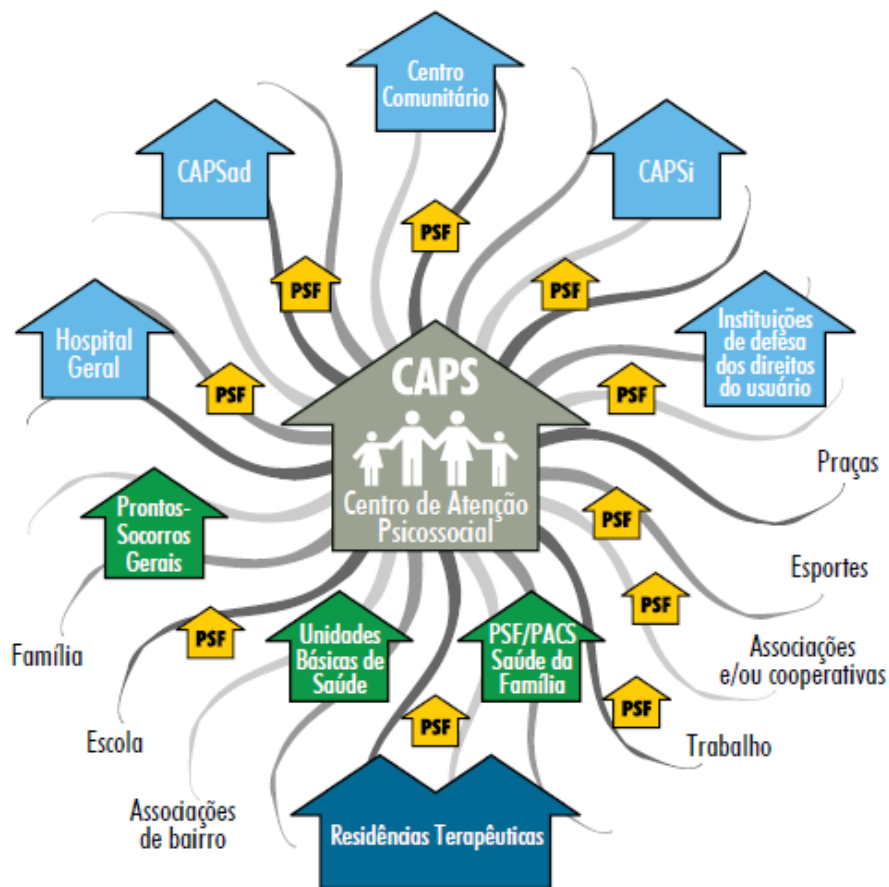 Centro
Comunitário
CAPSad
CAPSi
PSF
PSF
PSF
Hospital
Geral
Instituições
de defesa
dos direitos
do usuário
PSF
PSF
CAPS
Centro de Atenção
Psicossocial
Praças
Prontos-
Socorros
Gerais
PSF
Esportes
Família
PSF
Unidades
Básicas de
Saúde
PSF/PACS
Saúde da
Família
PSF
Associações
e/ou cooperativas
Escola
PSF
PSF
Trabalho
Associações
de bairro
Residências Terapêuticas